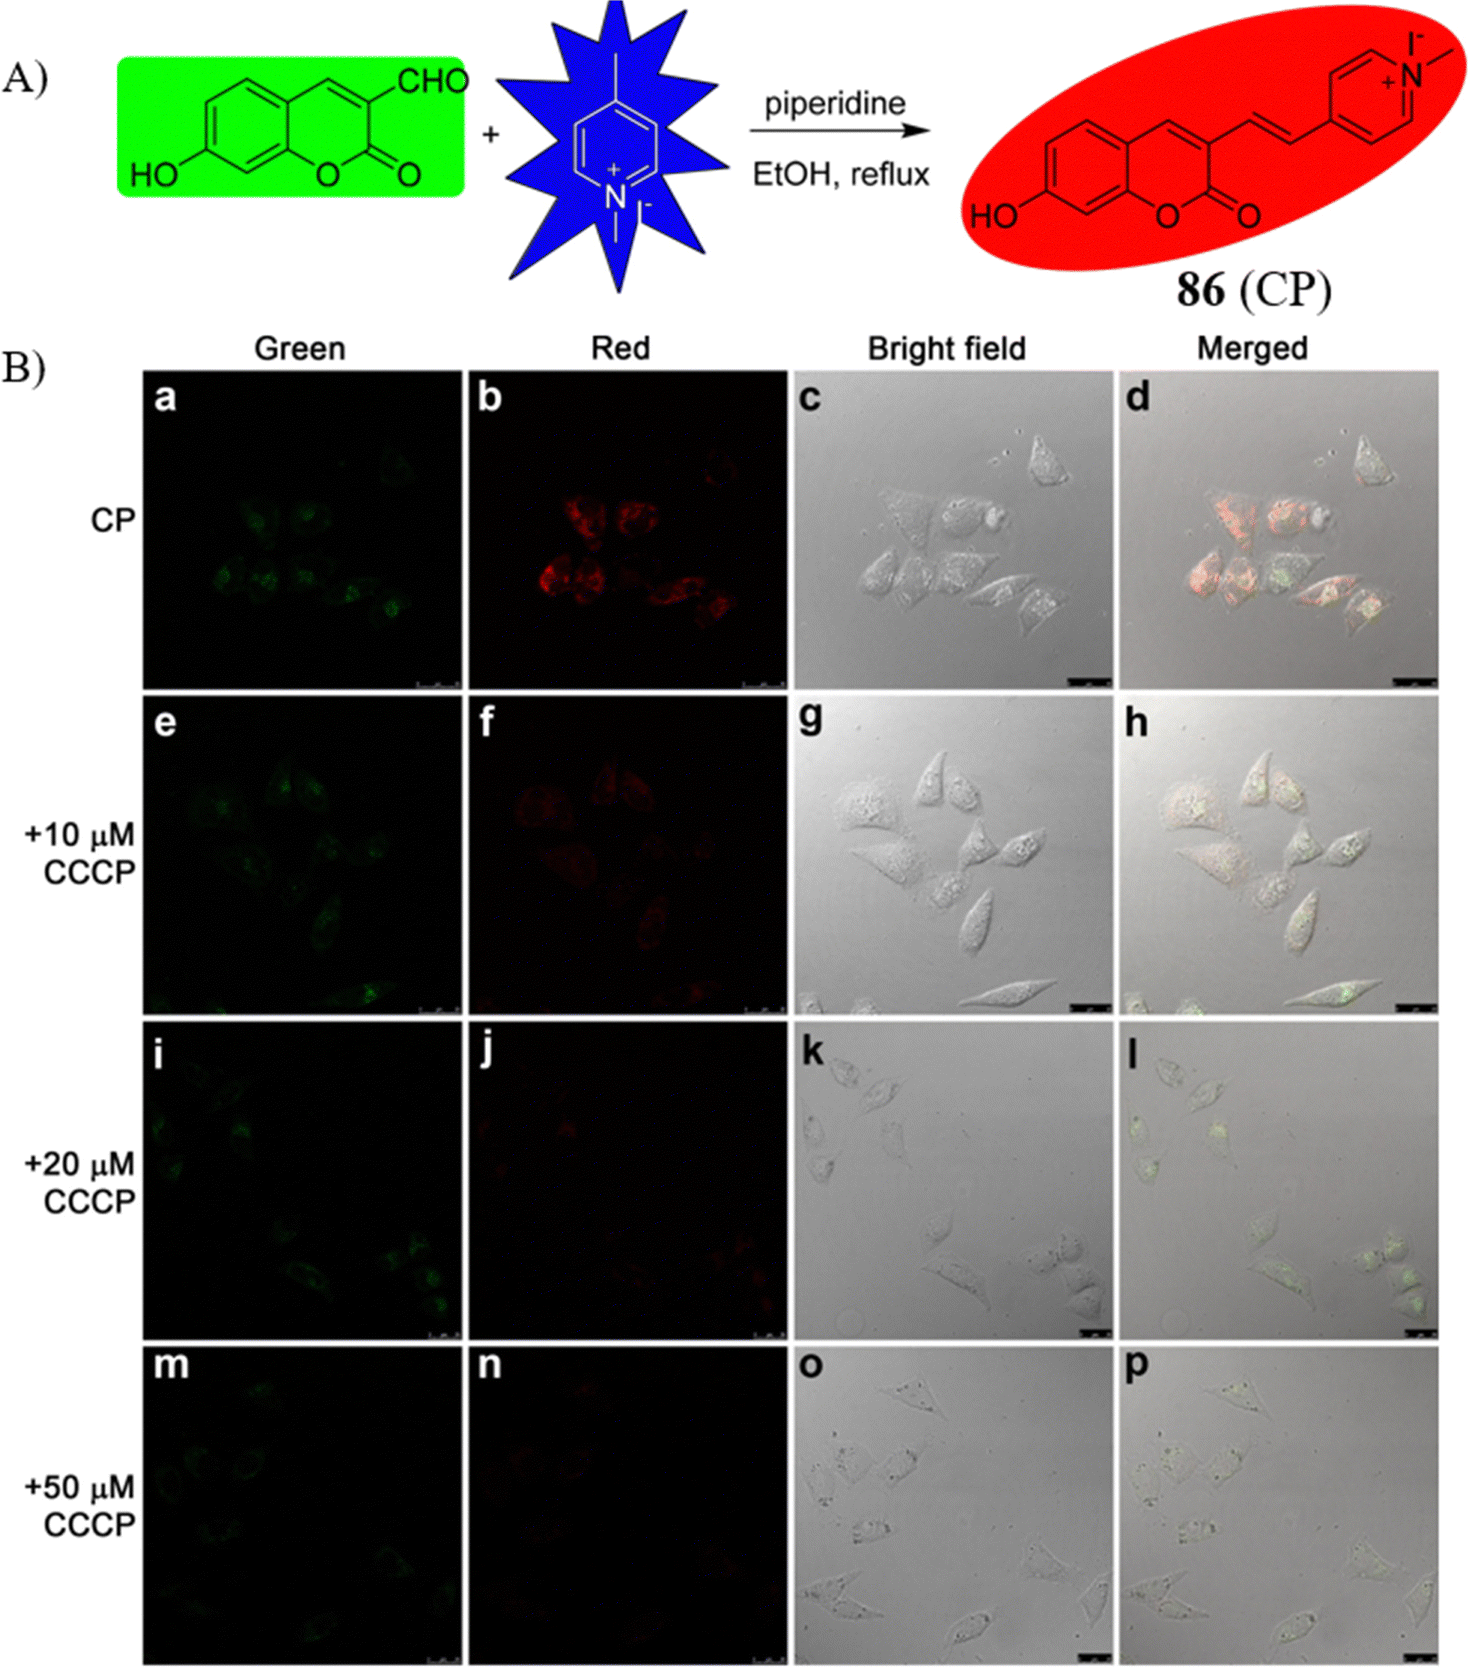 A)
CHO
HO
O
O
+
+
N
I-
piperidine
EtOH, reflux
I-
+
N
HO
O
O
86 (CP)
B)
Green
Red
Bright field
Merged
CP
a
b
c
d
+10 μM
CCCP
e
f
g
h
+20 μM
CCCP
i
j
k
l
+50 μM
CCCP
m
n
o
p